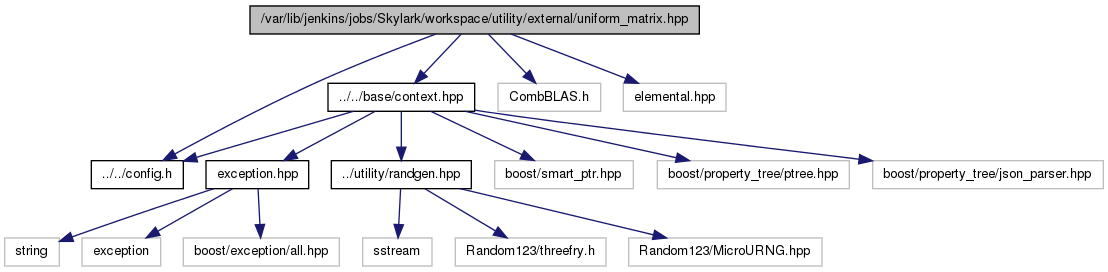 /var/lib/jenkins/jobs/Skylark/workspace/utility/external/uniform_matrix.hpp
../../base/context.hpp
CombBLAS.h
elemental.hpp
../../config.h
exception.hpp
../utility/randgen.hpp
boost/smart_ptr.hpp
boost/property_tree/ptree.hpp
boost/property_tree/json_parser.hpp
string
exception
boost/exception/all.hpp
sstream
Random123/threefry.h
Random123/MicroURNG.hpp